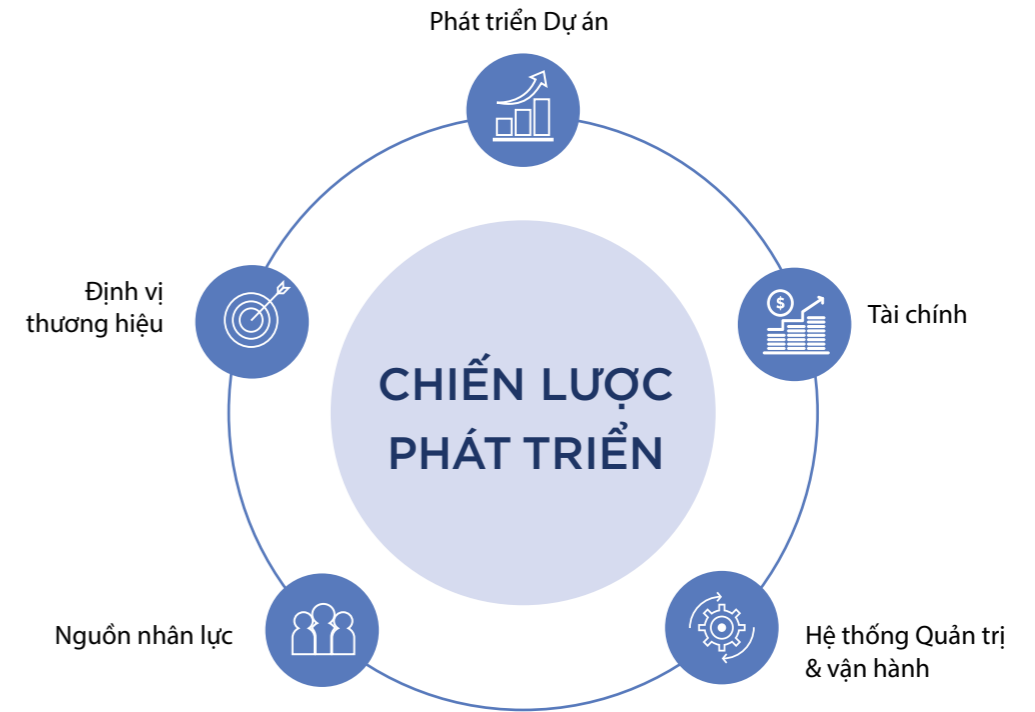 Phát triển Dự án
Định vị
thương hiệu
$
Tài chính
CHIẾN LƯỢC
PHÁT TRIỂN
Nguồn nhân lực
Hệ thống Quản trị
& vận hành